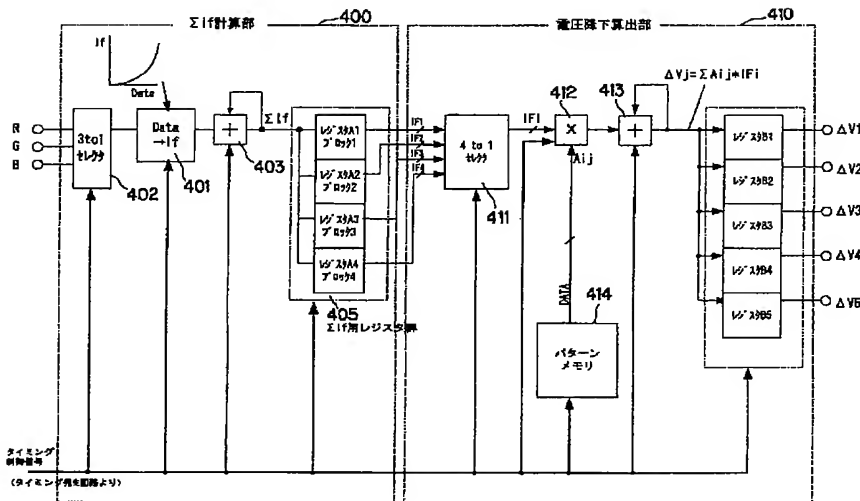 Σif計算部
400
電圧降下算出部
410
If
Data
R
G
B
3to1
セレクタ
402
Data
→If
401
+
403
ΣIf
レジスタA1
ブロック1
レジスタA2
ブロック2
レジスタA3
ブロック3
レジスタA4
ブロック4
405
Σif用レジスタ群
IF1
IF2
IF3
IF4
4 to 1
セレクタ
411
IFi
412
×
Aij
413
+
ΔVj=ΣAij*IFi
DATA
414
パターン
メモリ
レジスタB1
レジスタB2
レジスタB3
レジスタB4
レジスタB5
ΔV1
ΔV2
ΔV3
ΔV4
ΔV5
タイミング
制御信号
(タイミング発生回路より)